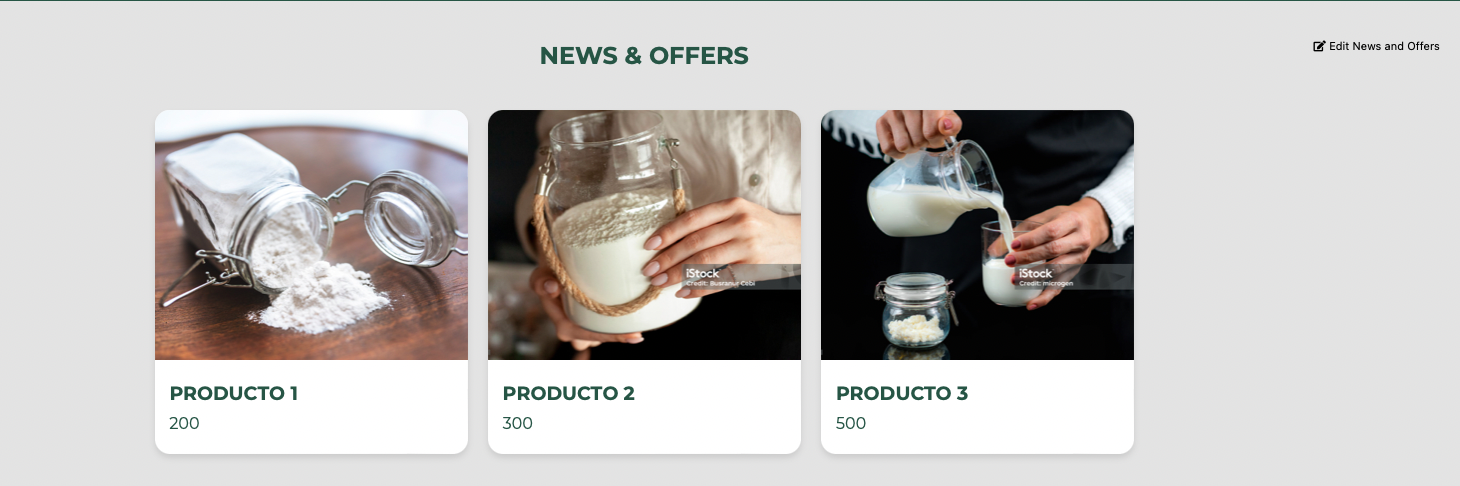 NEWS & OFFERS
Edit News and Offers
iStock
Credit: Busranur Cebi
iStock
Credit: microgen
PRODUCTO 1
200
PRODUCTO 2
300
PRODUCTO 3
500